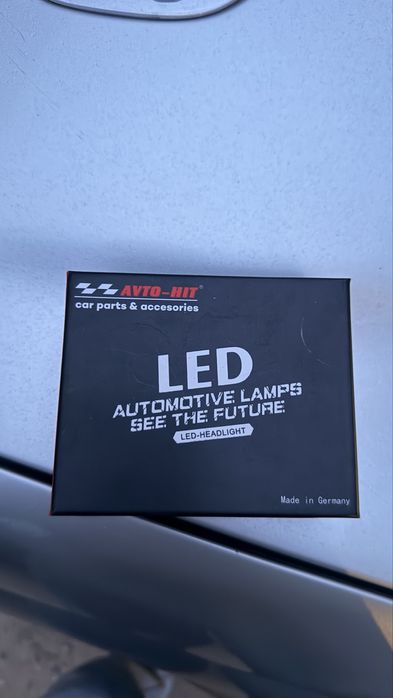 AVTO-HIT®
car parts & accesories
LED
AUTOMOTIVE LAMPS
SEE THE FUTURE
LED-HEADLIGHT
Made in Germany